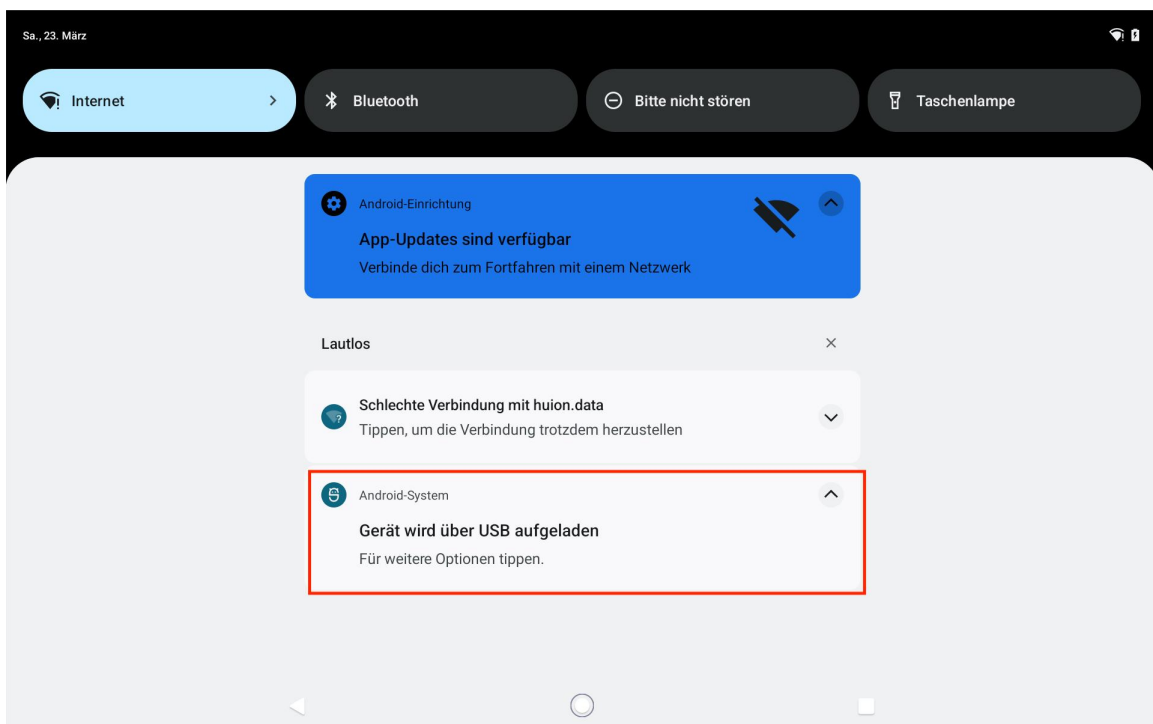 Sa., 23. März
Internet
Bluetooth
Bitte nicht stören
Taschenlampe
Android-Einrichtung
App-Updates sind verfügbar
Verbinde dich zum Fortfahren mit einem Netzwerk
Lautlos
Schlechte Verbindung mit huion.data
Tippen, um die Verbindung trotzdem herzustellen
Android-System
Gerät wird über USB aufgeladen
Für weitere Optionen tippen.